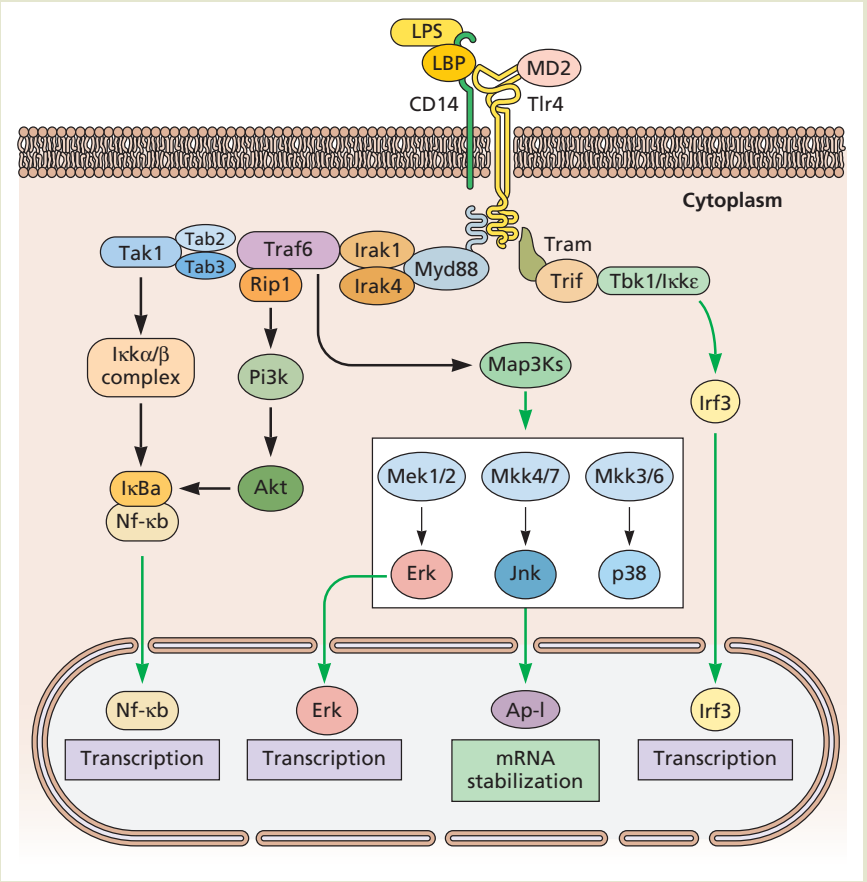 LPS
LBP
MD2
CD14
Tlr4
Cytoplasm
Tak1
Tab2
Tab3
Traf6
Rip1
Irak1
Irak4
Myd88
Tram
Trif
Tbk1/Iκkε
Iκkα/β
complex
Pi3k
Map3Ks
Irf3
Mek1/2
Mkk4/7
Mkk3/6
IκBa
Nf-κb
Akt
Erk
Jnk
p38
Nf-κb
Erk
Ap-l
Irf3
Transcription
Transcription
mRNA
stabilization
Transcription